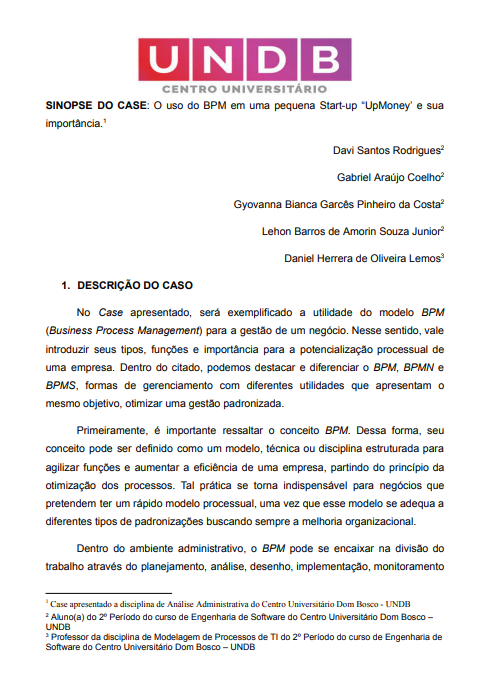 UNDB
CENTRO UNIVERSITÁRIO
SINOPSE DO CASE: O uso do BPM em uma pequena Start-up “UpMoney’ e sua
importância.¹
Davi Santos Rodrigues²
Gabriel Araújo Coelho²
Gyovanna Bianca Garcês Pinheiro da Costa²
Lehon Barros de Amorin Souza Junior²
Daniel Herrera de Oliveira Lemos³
1. DESCRIÇÃO DO CASO
No Case apresentado, será exemplificado a utilidade do modelo BPM
(Business Process Management) para a gestão de um negócio. Nesse sentido, vale
introduzir seus tipos, funções e importância para a potencialização processual de
uma empresa. Dentro do citado, podemos destacar e diferenciar o BPM, BPMN e
BPMS, formas de gerenciamento com diferentes utilidades que apresentam o
mesmo objetivo, otimizar uma gestão padronizada.
Primeiramente, é importante ressaltar o conceito BPM. Dessa forma, seu
conceito pode ser definido como um modelo, técnica ou disciplina estruturada para
agilizar funções e aumentar a eficiência de uma empresa, partindo do princípio da
otimização dos processos. Tal prática se torna indispensável para negócios que
pretendem ter um rápido modelo processual, uma vez que esse modelo se adequa a
diferentes tipos de padronizações buscando sempre a melhoria organizacional.
Dentro do ambiente administrativo, o BPM pode se encaixar na divisão do
trabalho através do planejamento, análise, desenho, implementação, monitoramento
¹ Case apresentado a disciplina de Análise Administrativa do Centro Universitário Dom Bosco - UNDB
² Aluno(a) do 2º Período do curso de Engenharia de Software do Centro Universitário Dom Bosco –
UNDB
³ Professor da disciplina de Modelagem de Processos de TI do 2º Período do curso de Engenharia de
Software do Centro Universitário Dom Bosco – UNDB